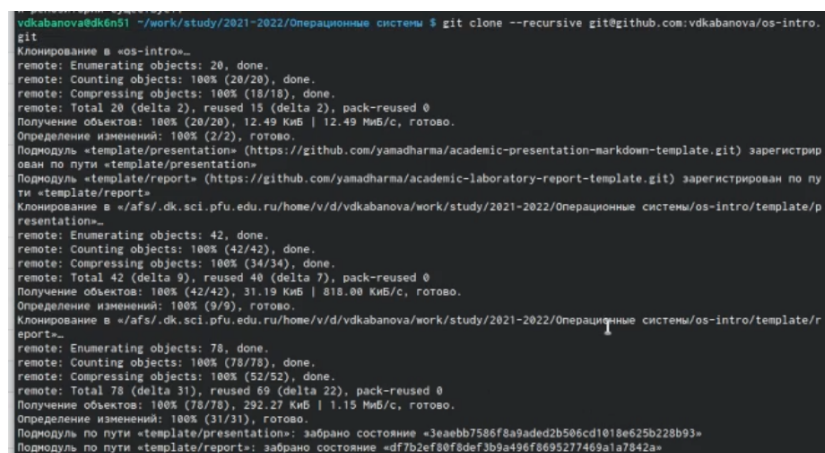 vdkabanova@dk6n51 ~/work/study/2021-2022/Операционные системы $ git clone --recursive git@github.com:vdkabanova/os-intro.
git
Клонирование в «os-intro»…
remote: Enumerating objects: 20, done.
remote: Counting objects: 100% (20/20), done.
remote: Compressing objects: 100% (18/18), done.
remote: Total 20 (delta 2), reused 15 (delta 2), pack-reused 0
Получение объектов: 100% (20/20), 12.49 КиБ | 12.49 МиБ/с, готово.
Определение изменений: 100% (2/2), готово.
Подмодуль «template/presentation» (https://github.com/yamadharma/academic-presentation-markdown-template.git) зарегистрир
ован по пути «template/presentation»
Подмодуль «template/report» (https://github.com/yamadharma/academic-laboratory-report-template.git) зарегистрирован по пу
ти «template/report»
Клонирование в «/afs/.dk.sci.pfu.edu.ru/home/v/d/vdkabanova/work/study/2021-2022/Операционные системы/os-intro/template/p
resentation»…
remote: Enumerating objects: 42, done.
remote: Counting objects: 100% (42/42), done.
remote: Compressing objects: 100% (34/34), done.
remote: Total 42 (delta 9), reused 40 (delta 7), pack-reused 0
Получение объектов: 100% (42/42), 31.19 КиБ | 818.00 КиБ/с, готово.
Определение изменений: 100% (9/9), готово.
Клонирование в «/afs/.dk.sci.pfu.edu.ru/home/v/d/vdkabanova/work/study/2021-2022/Операционные системы/os-intro/template/r
eport»…
remote: Enumerating objects: 78, done.
remote: Counting objects: 100% (78/78), done.
remote: Compressing objects: 100% (52/52), done.
remote: Total 78 (delta 31), reused 69 (delta 22), pack-reused 0
Получение объектов: 100% (78/78), 292.27 КиБ | 1.15 МиБ/с, готово.
Определение изменений: 100% (31/31), готово.
Подмодуль по пути «template/presentation»: забрано состояние «3eaebb7586f8a9aded2b506cd1018e625b228b93»
Подмодуль по пути «template/report»: забрано состояние «df7b2ef80f8def3b9a496f8695277469a1a7842a»